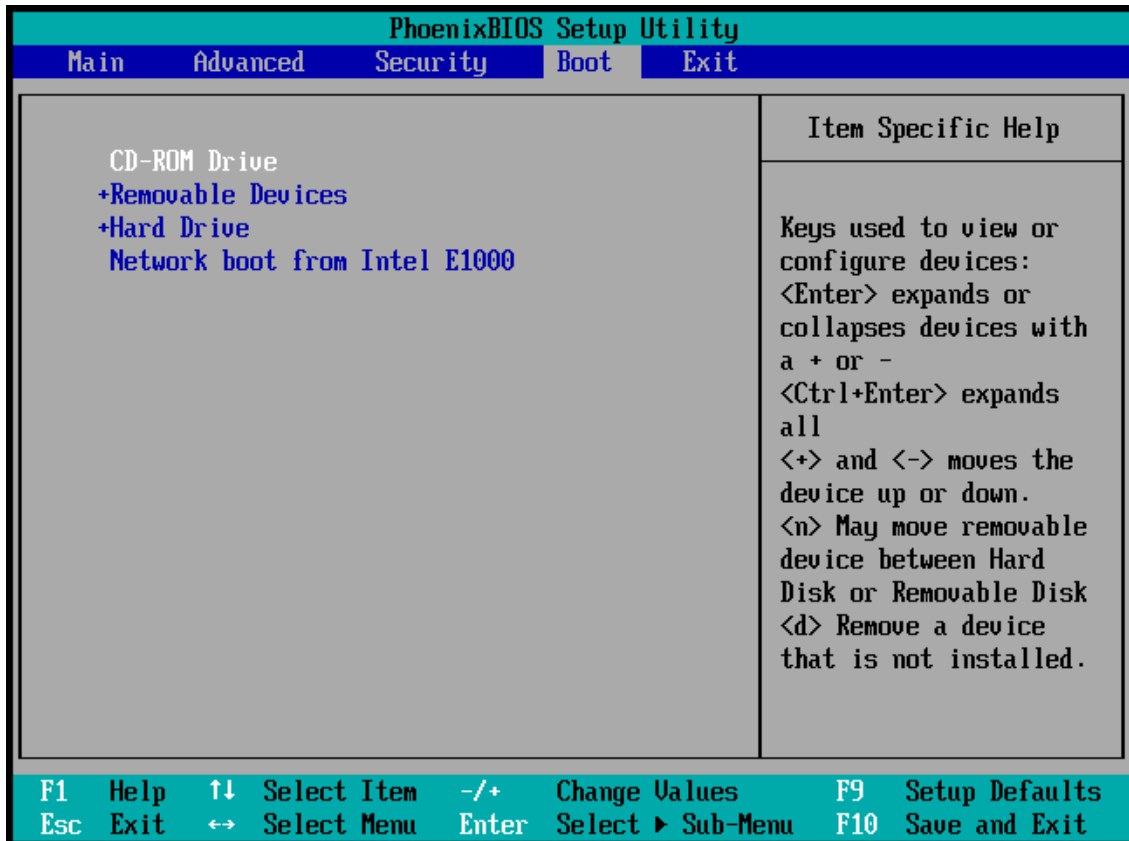 PhoenixBIOS Setup Utility
Main Advanced Security Boot Exit
CD-ROM Drive
+Removable Devices
+Hard Drive
Network boot from Intel E1000
Item Specific Help
Keys used to view or
configure devices:
<Enter> expands or
collapses devices with
a + or -
<Ctrl+Enter> expands
all
<+> and <-> moves the
device up or down.
<n> May move removable
device between Hard
Disk or Removable Disk
<d> Remove a device
that is not installed.
F1 Help ↑↓ Select Item -/+ Change Values F9 Setup Defaults
Esc Exit ↔ Select Menu Enter Select ▶ Sub-Menu F10 Save and Exit